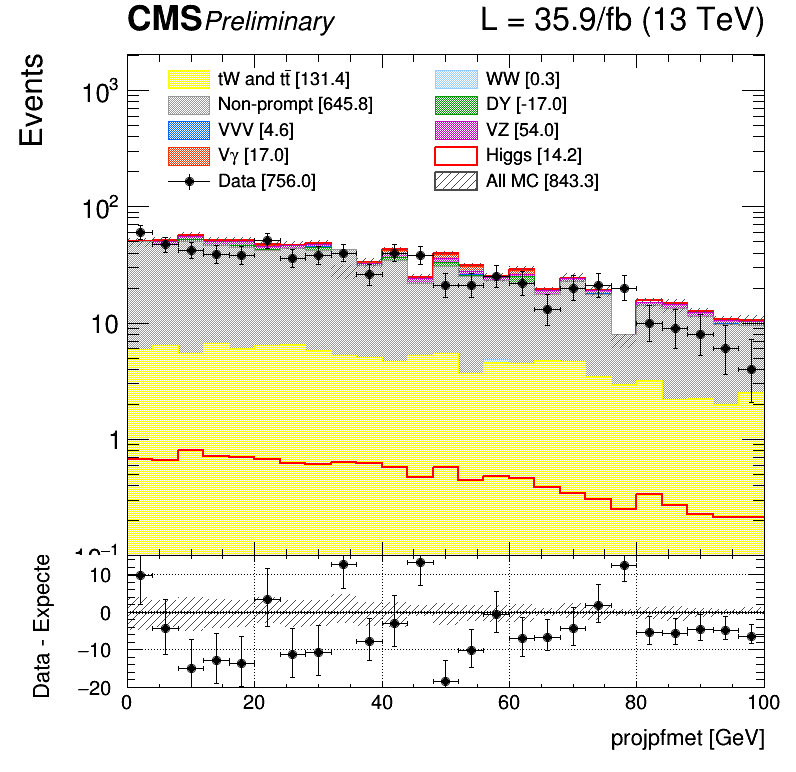 CMS Preliminary L = 35.9/fb (13 TeV)
Events
tW and tt̄ [131.4] WW [0.3]
Non-prompt [645.8] DY [-17.0]
VVV [4.6] VZ [54.0]
Vγ [17.0] Higgs [14.2]
Data [756.0] All MC [843.3]
10³
10²
10
1
10⁻¹
Data - Expecte
10
0
−10
−20
0 20 40 60 80 100
projpfmet [GeV]